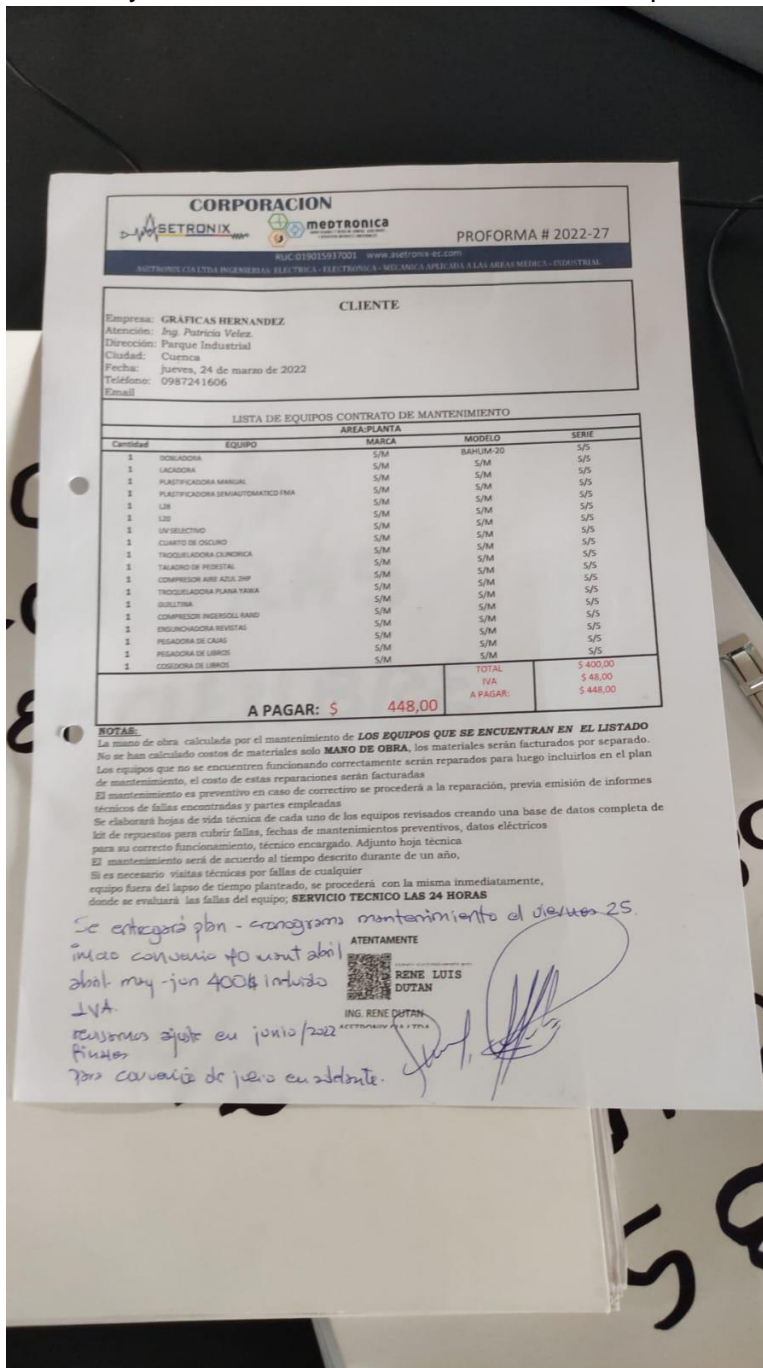 CORPORACION
ASETRONIX
MEDTRONICA
PROFORMA # 2022-27
RUC:019015937001 www.asetronix-ec.com
ASETRONIX CIA LTDA INGENIERIAS: ELECTRICA - ELECTRONICA - MECANICA APLICADA A LAS AREAS MEDICA - INDUSTRIAL
CLIENTE
Empresa: GRÁFICAS HERNANDEZ
Atención: Ing. Patricia Velez.
Dirección: Parque Industrial
Ciudad: Cuenca
Fecha: jueves, 24 de marzo de 2022
Teléfono: 0987241606
Email
LISTA DE EQUIPOS CONTRATO DE MANTENIMIENTO
AREA:PLANTA
Cantidad EQUIPO MARCA MODELO SERIE
1 DOBLADORA S/M BAHUM-20 S/S
1 LACADORA S/M S/M S/S
1 PLASTIFICADORA MANUAL S/M S/M S/S
1 PLASTIFICADORA SEMIAUTOMATICO FMA S/M S/M S/S
1 L28 S/M S/M S/S
1 L20 S/M S/M S/S
1 UV SELECTIVO S/M S/M S/S
1 CUARTO DE OSCURO S/M S/M S/S
1 TROQUELADORA CILINDRICA S/M S/M S/S
1 TALADRO DE PEDESTAL S/M S/M S/S
1 COMPRESOR AIRE AZUL 2HP S/M S/M S/S
1 TROQUELADORA PLANA YAWA S/M S/M S/S
1 GUILLTINA S/M S/M S/S
1 COMPRESOR INGERSOLL RAND S/M S/M S/S
1 ENSUNCHADORA REVISTAS S/M S/M S/S
1 PEGADORA DE CAJAS S/M S/M S/S
1 PEGADORA DE LIBROS S/M S/M S/S
1 COSEDORA DE LIBROS S/M S/M S/S
TOTAL $ 400,00
IVA $ 48,00
A PAGAR: $ 448,00
A PAGAR: $ 448,00
NOTAS:
La mano de obra calculada por el mantenimiento de LOS EQUIPOS QUE SE ENCUENTRAN EN EL LISTADO
No se han calculado costos de materiales solo MANO DE OBRA, los materiales serán facturados por separado.
Los equipos que no se encuentren funcionando correctamente serán reparados para luego incluirlos en el plan
de mantenimiento, el costo de estas reparaciones serán facturadas
El mantenimiento es preventivo en caso de correctivo se procederá a la reparación, previa emisión de informes
técnicos de fallas encontradas y partes empleadas
Se elaborará hojas de vida técnica de cada uno de los equipos revisados creando una base de datos completa de
kit de repuestos para cubrir fallas, fechas de mantenimientos preventivos, datos eléctricos
para su correcto funcionamiento, técnico encargado. Adjunto hoja técnica
El mantenimiento será de acuerdo al tiempo descrito durante de un año,
Si es necesario visitas técnicas por fallas de cualquier
equipo fuera del lapso de tiempo planteado, se procederá con la misma inmediatamente,
donde se evaluará las fallas del equipo; SERVICIO TECNICO LAS 24 HORAS
Se entregará plan - cronograma mantenimiento el viernes 25.
ATENTAMENTE
inicio convenio abril
abril-may-jun 400$ incluido
IVA.
RENE LUIS
DUTAN
ING. RENE DUTAN
ASETRONIX CIA LTDA
ajuste en junio/2022
finales
para convenio de en adelante.